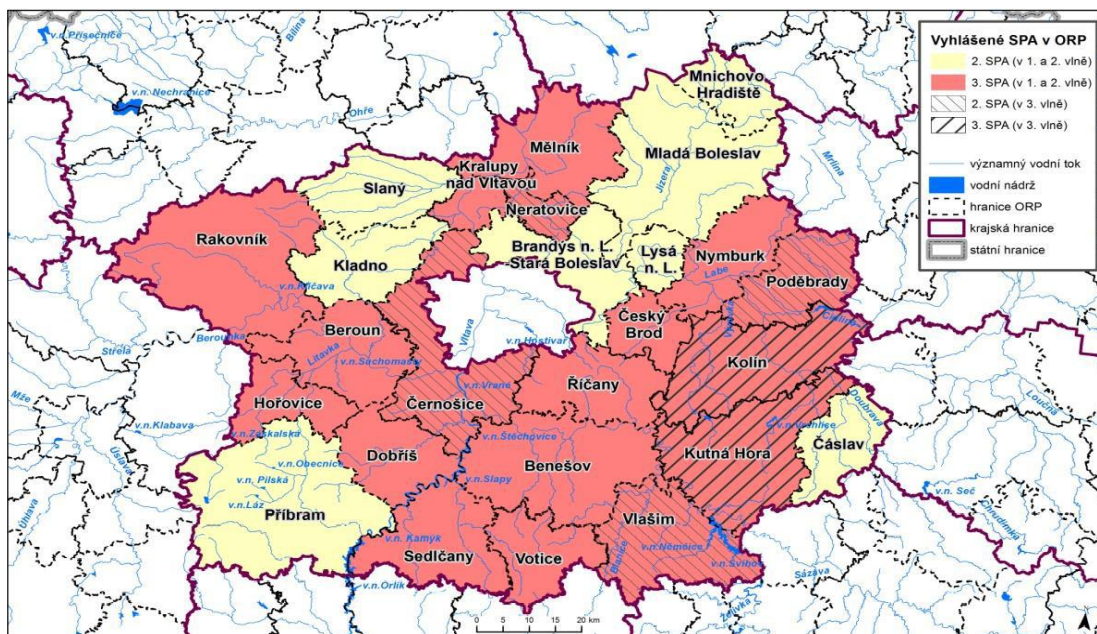 v.n.Přísečnice
Bílina
v.n. Nechranice
Ohře
Vyhlášené SPA v ORP
2. SPA (v 1. a 2. vlně)
3. SPA (v 1. a 2. vlně)
2. SPA (v 3. vlně)
3. SPA (v 3. vlně)
významný vodní tok
vodní nádrž
hranice ORP
krajská hranice
státní hranice
Mnichovo
Hradiště
Mělník
Mladá Boleslav
Jizera
Mrlina
Kralupy
nad Vltavou
Slaný
Neratovice
Rakovník
Brandýs n. L.
Stará Boleslav
Lysá
n. L.
Nymburk
Kladno
Labe
Poděbrady
v.n.Klíčava
Český
Brod
Cidlina
Beroun
Vltava
v.n.Hostivař
Berounka
Střela
Litavka
v.n.Suchomasty
Kolín
v.n.Vrané
Říčany
Hořovice
Černošice
Doubrava
Loučná
Mže
v.n.Klabava
v.n.Záskalská
v.n.Štěchovice
v.n.Vrchlice
Čáslav
Úslava
v.n.Obecnice
Dobříš
Benešov
Kutná Hora
v.n. Pilská
v.n.Slapy
v.n.Seč
Chrudimka
Úhlava
v.n.Láz
Příbram
Vlašim
v.n. Kamýk
Sedlčany
Votice
Blanice
v.n.Němčice
v.n.Švihov
v.n.Orlík
Sázava
Želivka
0 5 10 20 km